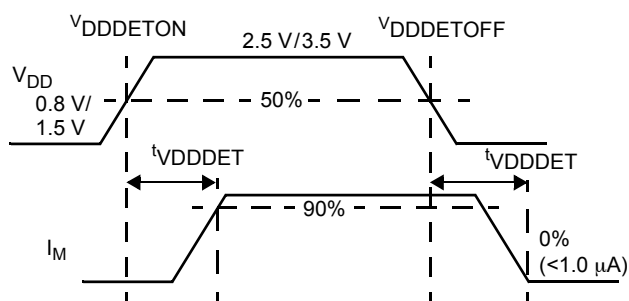 VDDDETON
VDDDETOFF
2.5 V/3.5 V
VDD
0.8 V/
1.5 V
50%
tVDDDET
tVDDDET
90%
IM
0%
(<1.0 μA)